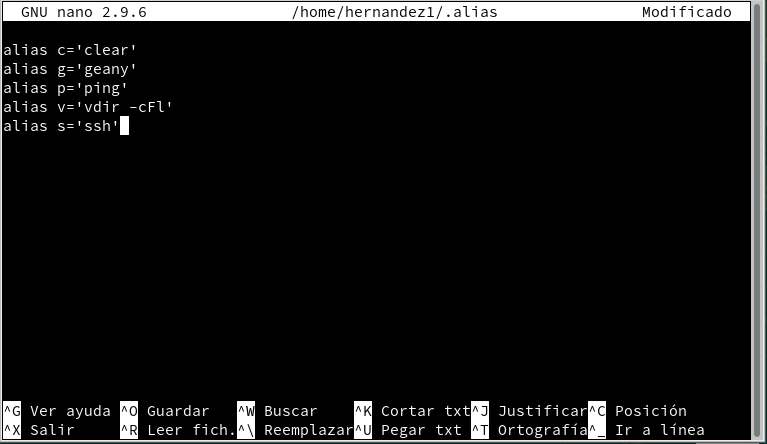 GNU nano 2.9.6 /home/hernandez1/.alias Modificado
alias c='clear'
alias g='geany'
alias p='ping'
alias v='vdir -cFl'
alias s='ssh'
^G Ver ayuda ^O Guardar ^W Buscar ^K Cortar txt ^J Justificar ^C Posición
^X Salir ^R Leer fich. ^\ Reemplazar ^U Pegar txt ^T Ortografía ^_ Ir a línea